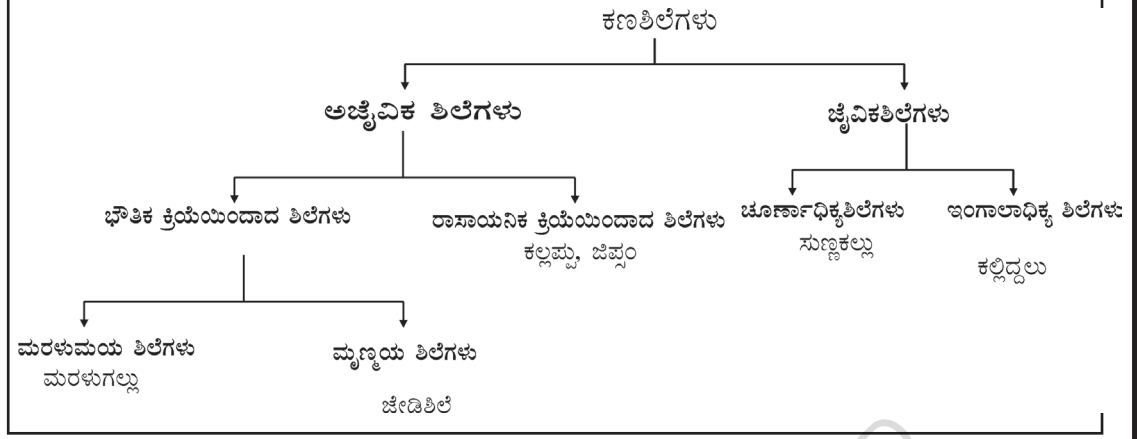 ಕಣಶಿಲೆಗಳು
ಅಜೈವಿಕ ಶಿಲೆಗಳು
ಜೈವಿಕಶಿಲೆಗಳು
ಭೌತಿಕ ಕ್ರಿಯೆಯಿಂದಾದ ಶಿಲೆಗಳು
ರಾಸಾಯನಿಕ ಕ್ರಿಯೆಯಿಂದಾದ ಶಿಲೆಗಳು
ಕಲ್ಲಪ್ಪು, ಜಿಪ್ಸಂ
ಚೂರ್ಣಾಧಿಕ್ಯಶಿಲೆಗಳು
ಸುಣ್ಣಕಲ್ಲು
ಇಂಗಾಲಾಧಿಕ್ಯ ಶಿಲೆಗಳು
ಕಲ್ಲಿದ್ದಲು
ಮರಳುಮಯ ಶಿಲೆಗಳು
ಮರಳುಗಲ್ಲು
ಮೃಣ್ಮಯ ಶಿಲೆಗಳು
ಜೇಡಿಶಿಲೆ